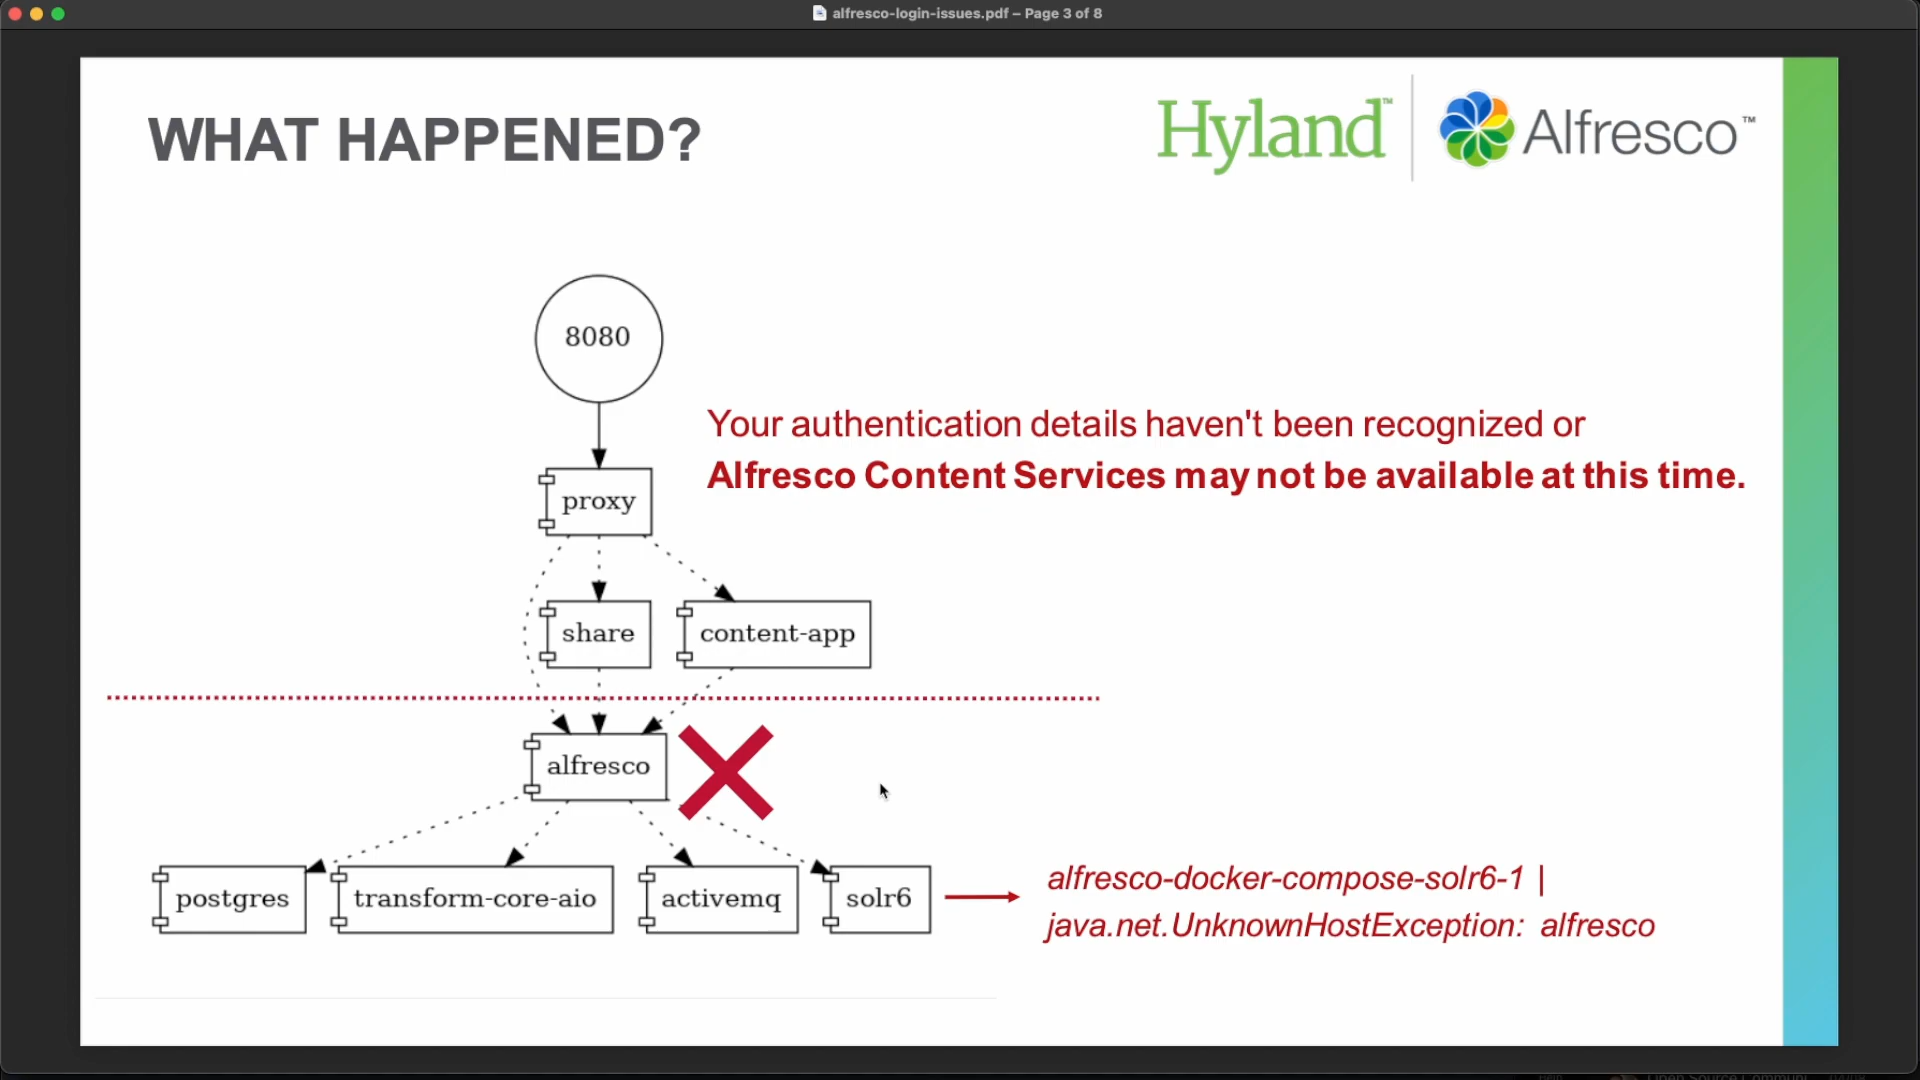 alfresco-login-issues.pdf – Page 3 of 8
WHAT HAPPENED?
Hyland™
Alfresco™
8080
Your authentication details haven't been recognized or
Alfresco Content Services may not be available at this time.
proxy
share
content-app
alfresco
postgres
transform-core-aio
activemq
solr6
alfresco-docker-compose-solr6-1 |
java.net.UnknownHostException: alfresco